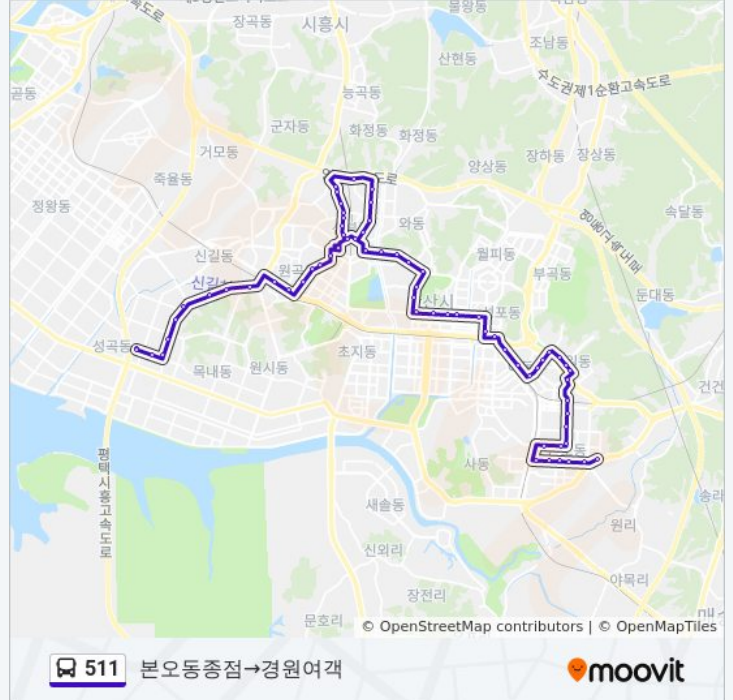 물왕동
장곡동
시흥시
조남동
산현동
수도권제1순환고속도로
곧동
능곡동
군자동
화정동
화정동
거모동
장하동
장상동
양상동
죽율동
정왕동
와동
속달동
신길동
월피동
원곡
부곡동
신길
둔대동
산시
성곡동
초지동
목내동
원시동
건건
사동
평택시흥고속도로
새솔동
송라
원리
신외리
야목리
장전리
문호리
© OpenStreetMap contributors | © OpenMapTiles
511 본오동종점→경원여객
moovit